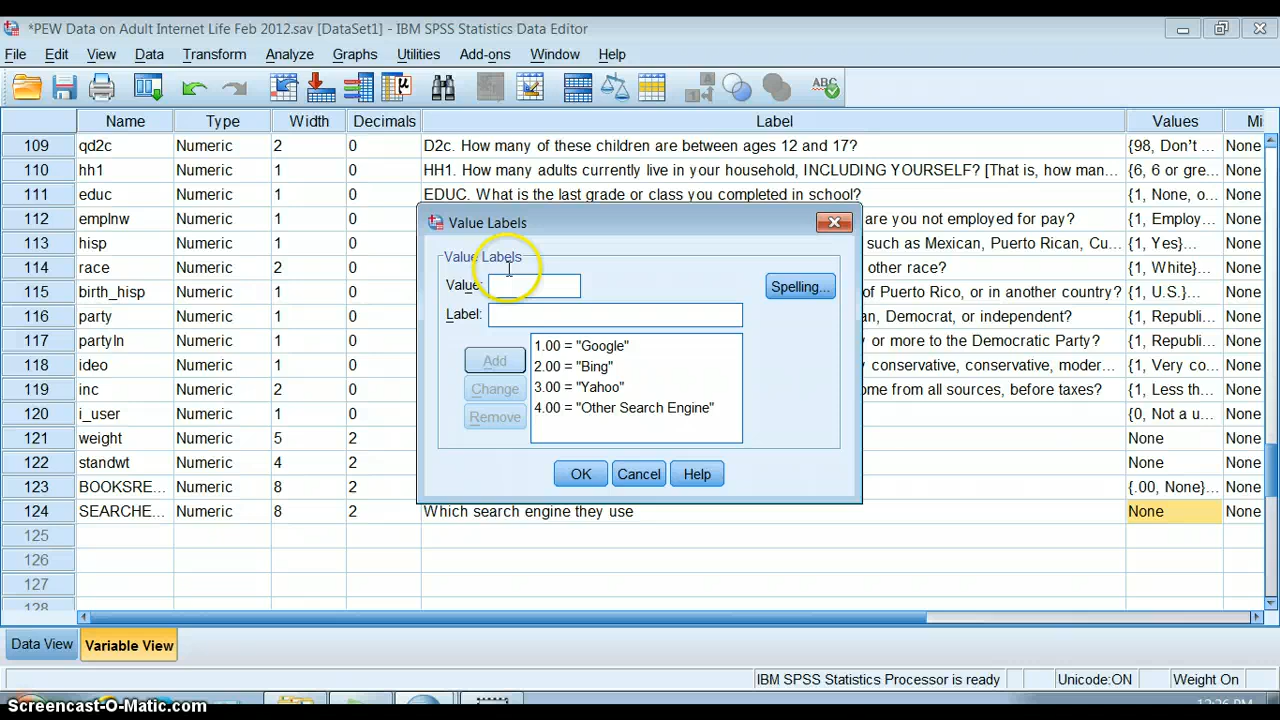 *PEW Data on Adult Internet Life Feb 2012.sav [DataSet1] - IBM SPSS Statistics Data Editor
File Edit View Data Transform Analyze Graphs Utilities Add-ons Window Help
ABC
Name Type Width Decimals Label Values Mi
109 qd2c Numeric 2 0 D2c. How many of these children are between ages 12 and 17? {98, Don't ... None
110 hh1 Numeric 1 0 HH1. How many adults currently live in your household, INCLUDING YOURSELF? [That is, how man... {6, 6 or gre... None
111 educ Numeric 1 0 EDUC. What is the last grade or class you completed in school? {1, None, o... None
112 emplnw Numeric 1 0 are you not employed for pay? {1, Employ... None
113 hisp Numeric 1 0 such as Mexican, Puerto Rican, Cu... {1, Yes}... None
114 race Numeric 2 0 other race? {1, White}... None
115 birth_hisp Numeric 1 0 of Puerto Rico, or in another country? {1, U.S.}... None
116 party Numeric 1 0 an, Democrat, or independent? {1, Republi... None
117 partyln Numeric 1 0 y or more to the Democratic Party? {1, Republi... None
118 ideo Numeric 1 0 y conservative, conservative, moder... {1, Very co... None
119 inc Numeric 2 0 ome from all sources, before taxes? {1, Less th... None
120 i_user Numeric 1 0 {0, Not a u... None
121 weight Numeric 5 2 None None
122 standwt Numeric 4 2 None None
123 BOOKSRE... Numeric 8 2 {.00, None}... None
124 SEARCHE... Numeric 8 2 Which search engine they use None None
125
126
127
128
Value Labels
Value Labels
Value: Spelling...
Label:
Add
Change
Remove
1.00 = "Google"
2.00 = "Bing"
3.00 = "Yahoo"
4.00 = "Other Search Engine"
OK Cancel Help
Data View Variable View
IBM SPSS Statistics Processor is ready Unicode:ON Weight On
Screencast-O-Matic.com
12:26 PM